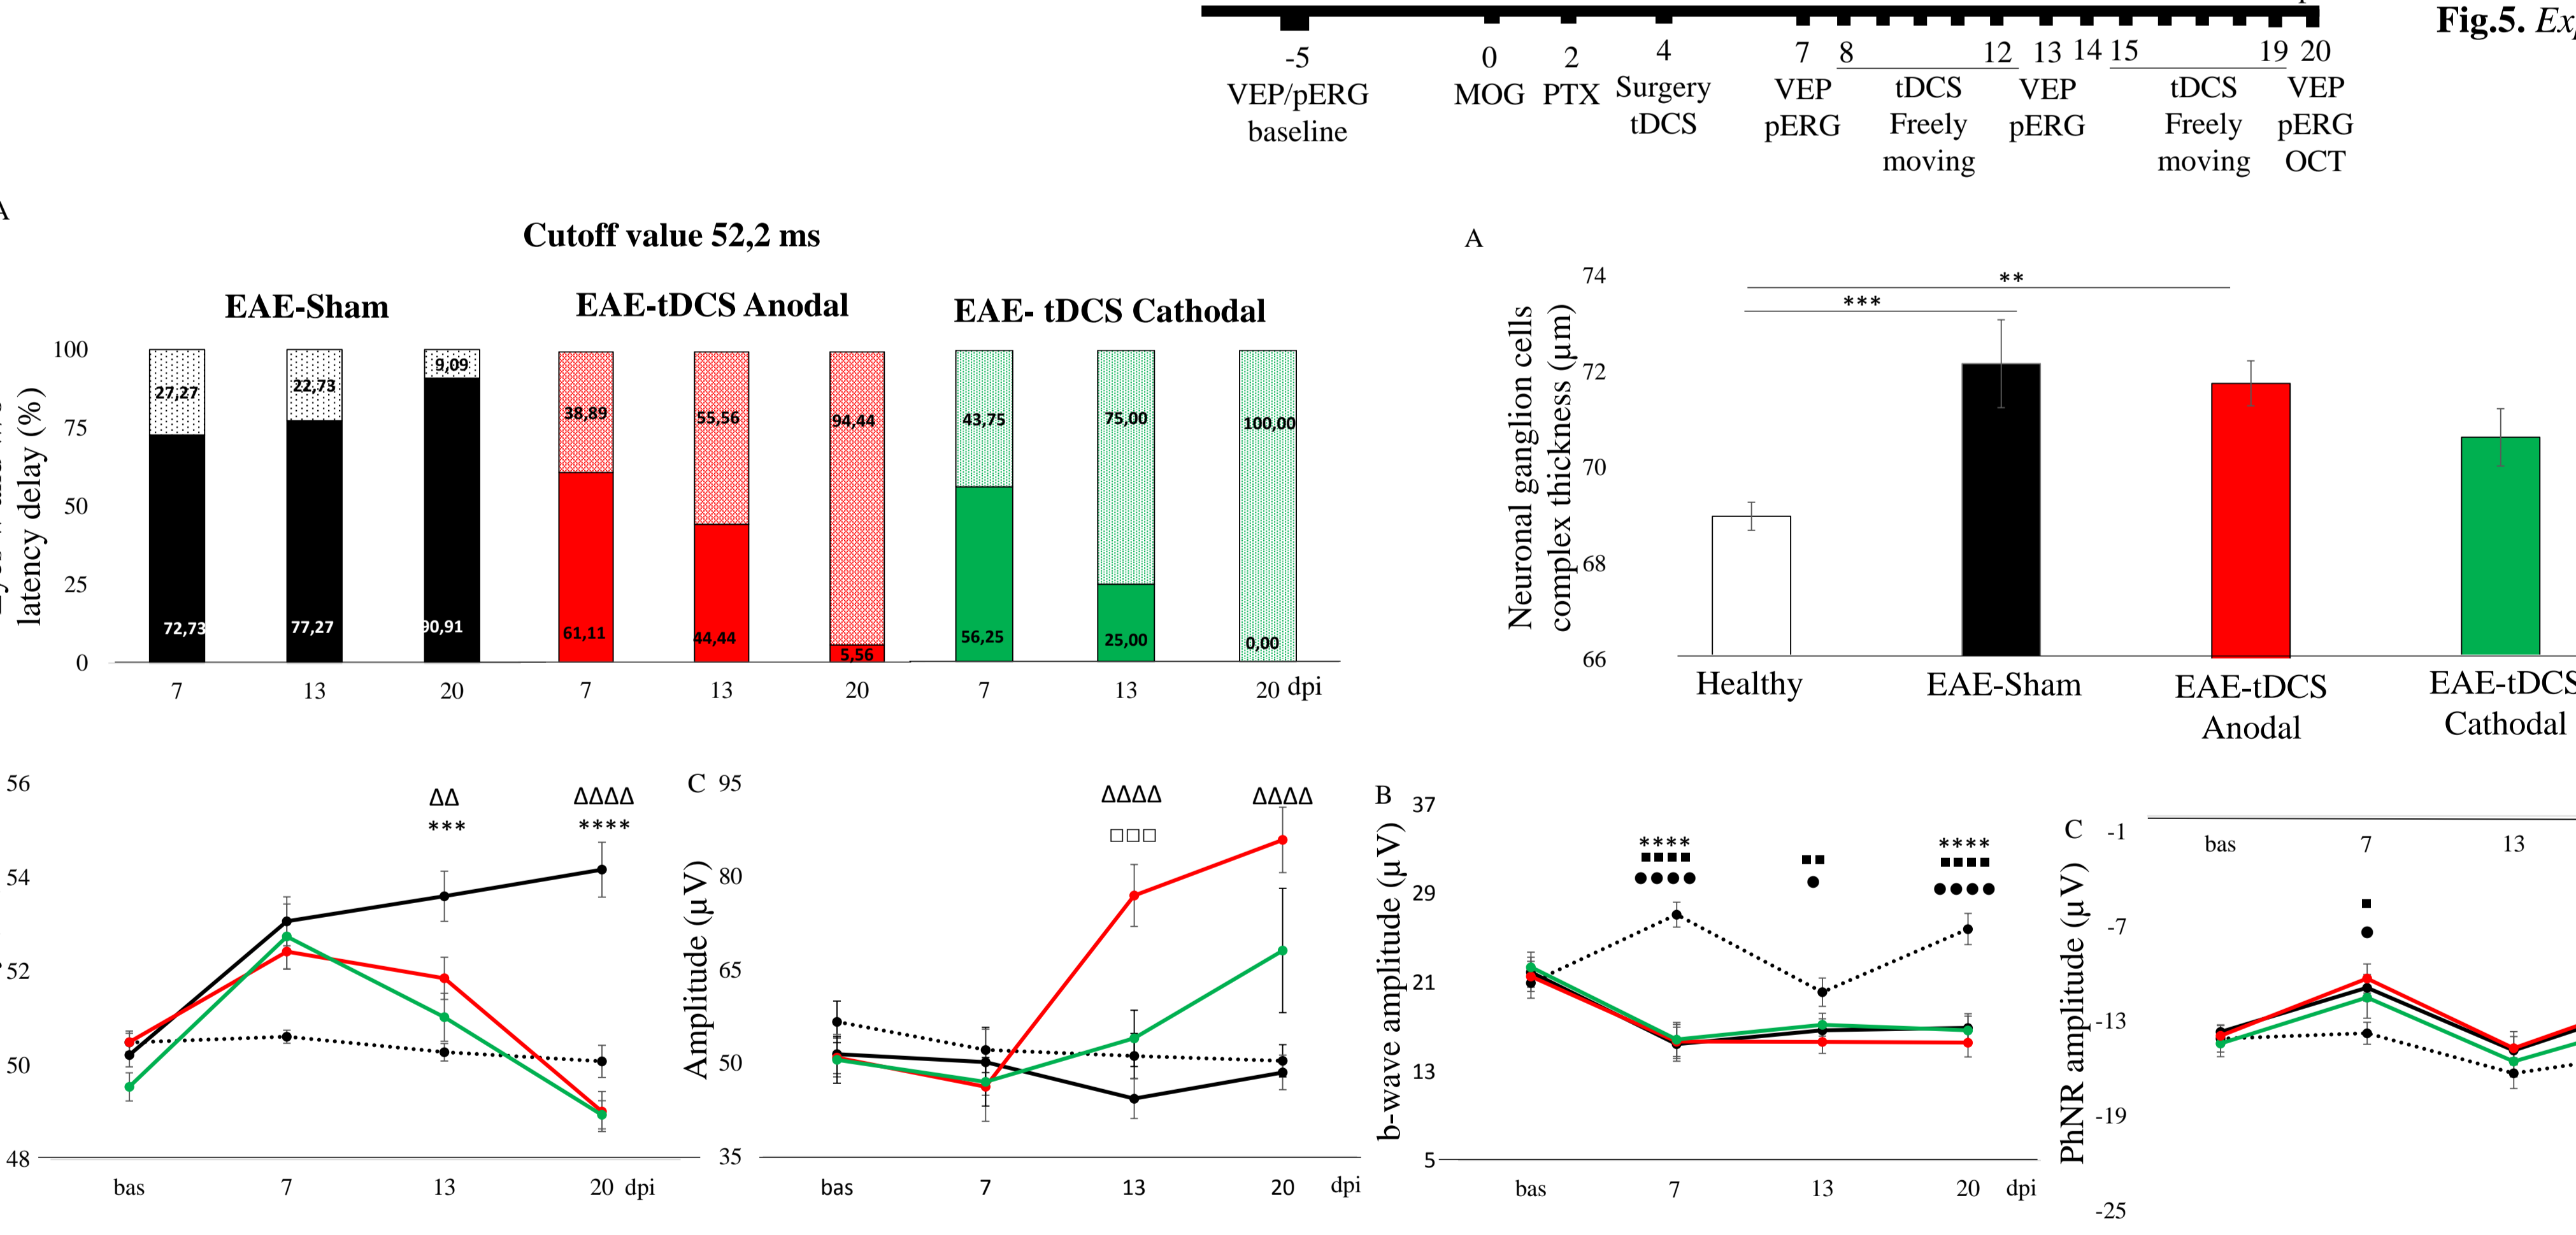 Fig.5.
-5 0 2 4 7 8 12 13 14 15 19 20
VEP/pERG baseline
MOG
PTX
Surgery tDCS
VEP pERG
tDCS Freely moving
VEP pERG
tDCS Freely moving
VEP pERG OCT
A
Cutoff value 52,2 ms
EAE-Sham
EAE-tDCS Anodal
EAE- tDCS Cathodal
latency delay (%)
100
75
50
25
0
27,27 22,73 9,09 38,89 55,56 94,44 43,75 75,00 100,00
72,73 77,27 90,91 61,11 44,44 5,56 56,25 25,00 0,00
7 13 20 7 13 20 7 13 20 dpi
A
Neuronal ganglion cells
complex thickness (µm)
74
72
70
68
66
**
***
Healthy
EAE-Sham
EAE-tDCS
Anodal
EAE-tDCS
Cathodal
56
54
52
50
48
ΔΔ
***
ΔΔΔΔ
****
bas 7 13 20 dpi
C
Amplitude (µ V)
95
80
65
50
35
ΔΔΔΔ
□□□
ΔΔΔΔ
bas 7 13 20 dpi
B
b-wave amplitude (µ V)
37
29
21
13
5
****
■■■■
●●●●
■■
●
****
■■■■
●●●●
bas 7 13 20 dpi
C
PhNR amplitude (µ V)
-1
-7
-13
-19
-25
bas 7 13
■
●